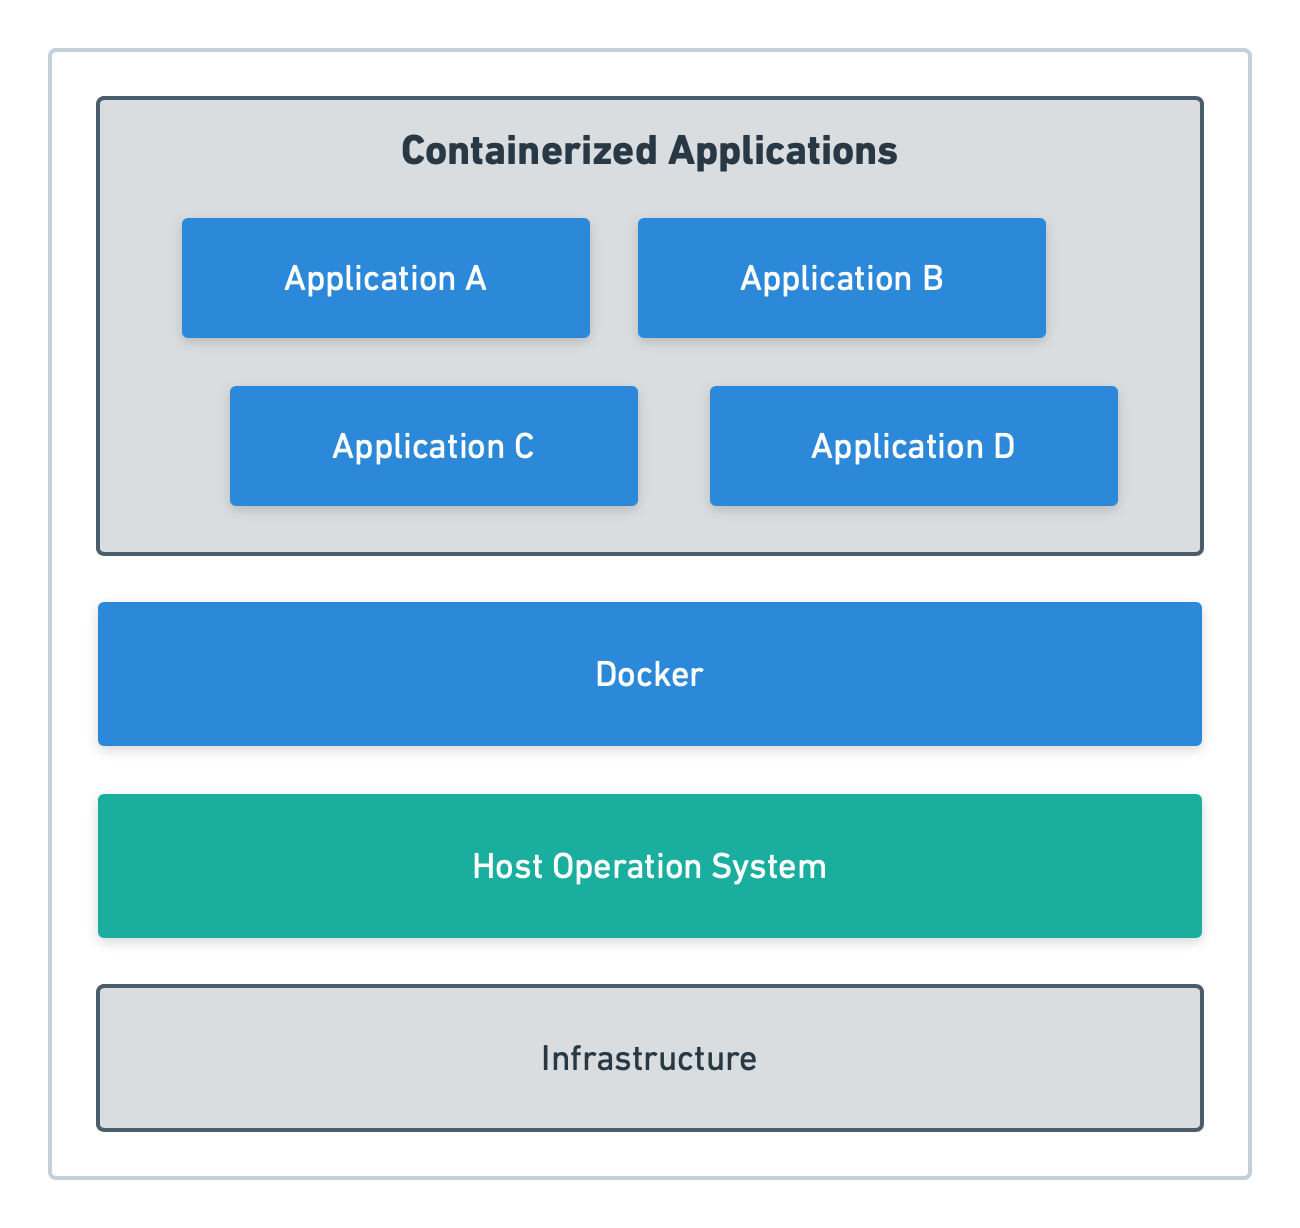 Containerized Applications
Application A
Application B
Application C
Application D
Docker
Host Operation System
Infrastructure